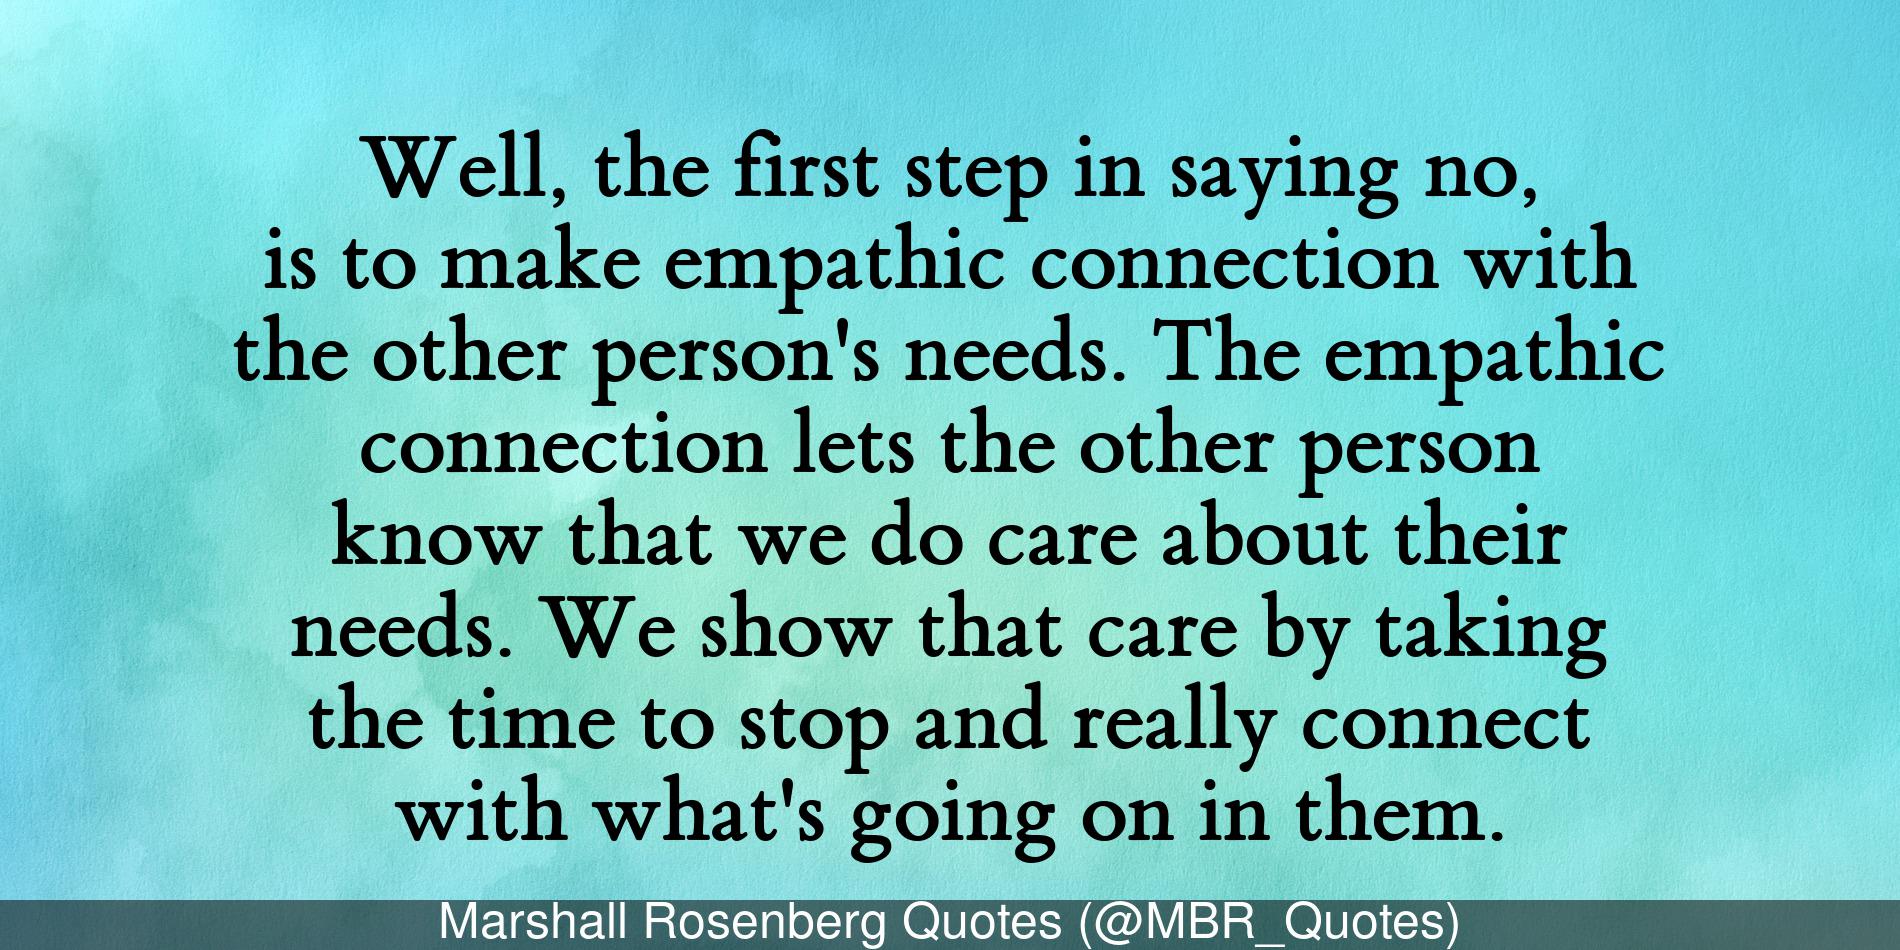 Well, the first step in saying no,
is to make empathic connection with
the other person's needs. The empathic
connection lets the other person
know that we do care about their
needs. We show that care by taking
the time to stop and really connect
with what's going on in them.
Marshall Rosenberg Quotes (@MBR_Quotes)